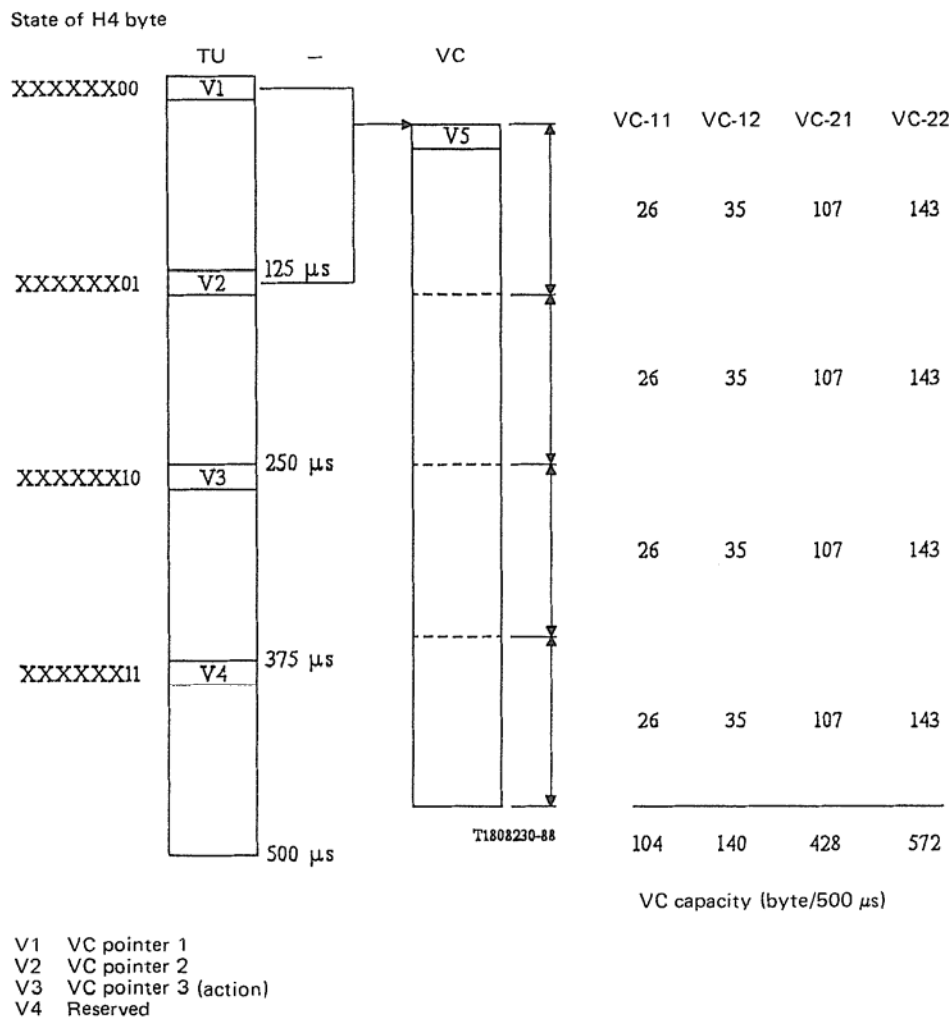 State of H4 byte
TU – VC
XXXXXX00 V1
VC-11 VC-12 VC-21 VC-22
V5
26 35 107 143
125 μs
XXXXXX01 V2
26 35 107 143
250 μs
XXXXXX10 V3
26 35 107 143
375 μs
XXXXXX11 V4
26 35 107 143
T1808230-88
500 μs
104 140 428 572
VC capacity (byte/500 μs)
V1 VC pointer 1
V2 VC pointer 2
V3 VC pointer 3 (action)
V4 Reserved